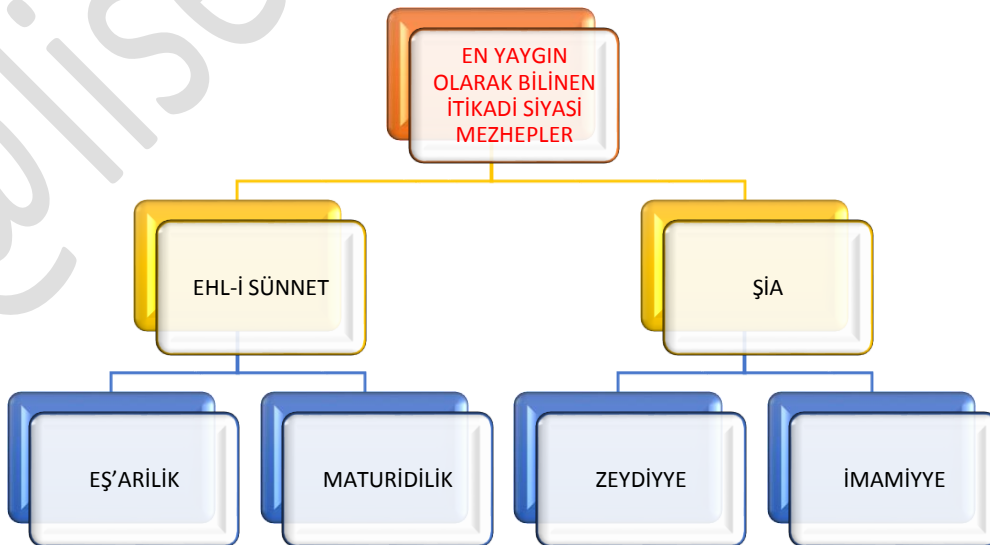 EN YAYGIN
OLARAK BİLİNEN
İTİKADİ SİYASİ
MEZHEPLER
EHL-İ SÜNNET
ŞİA
EŞ’ARİLİK
MATURİDİLİK
ZEYDİYYE
İMAMİYYE